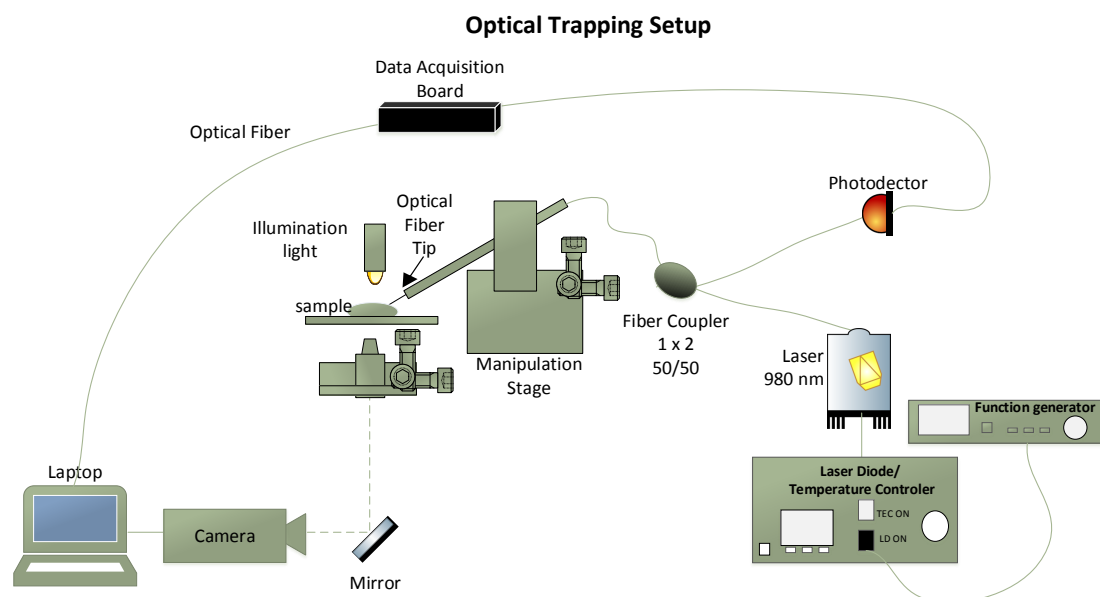 Optical Trapping Setup
Data Acquisition
Board
Optical Fiber
Photodector
Optical
Fiber
Tip
Illumination
light
sample
Fiber Coupler
1 x 2
50/50
Manipulation
Stage
Laser
980 nm
Function generator
Laptop
Laser Diode/
Temperature Controler
TEC ON
LD ON
Camera
Mirror